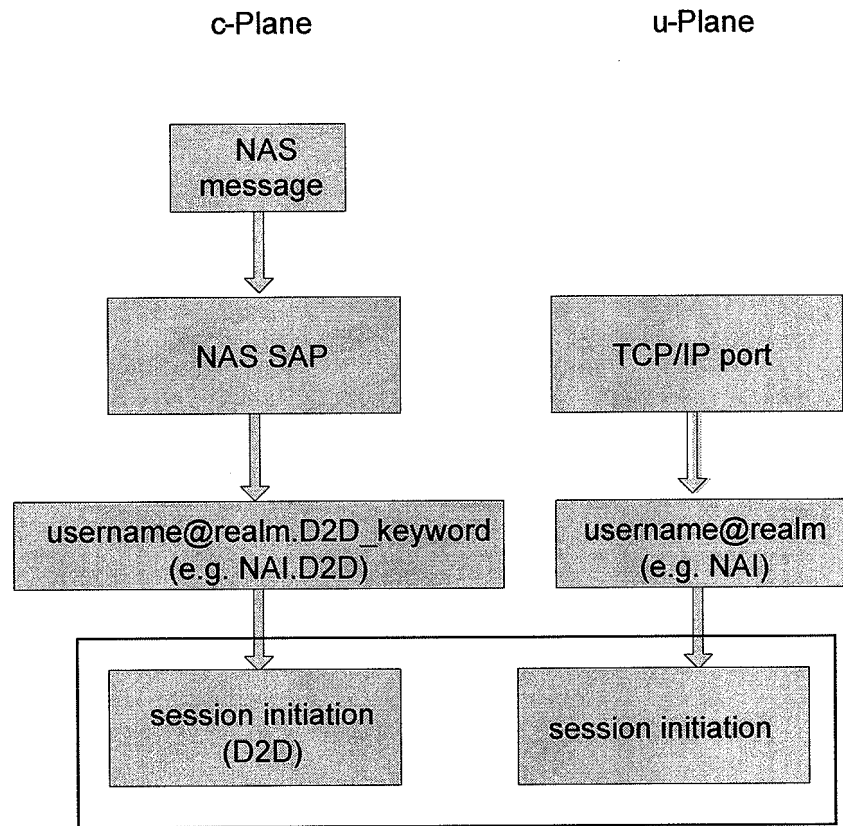 c-Plane
u-Plane
NAS
message
NAS SAP
TCP/IP port
username@realm.D2D_keyword
(e.g. NAI.D2D)
username@realm
(e.g. NAI)
session initiation
(D2D)
session initiation